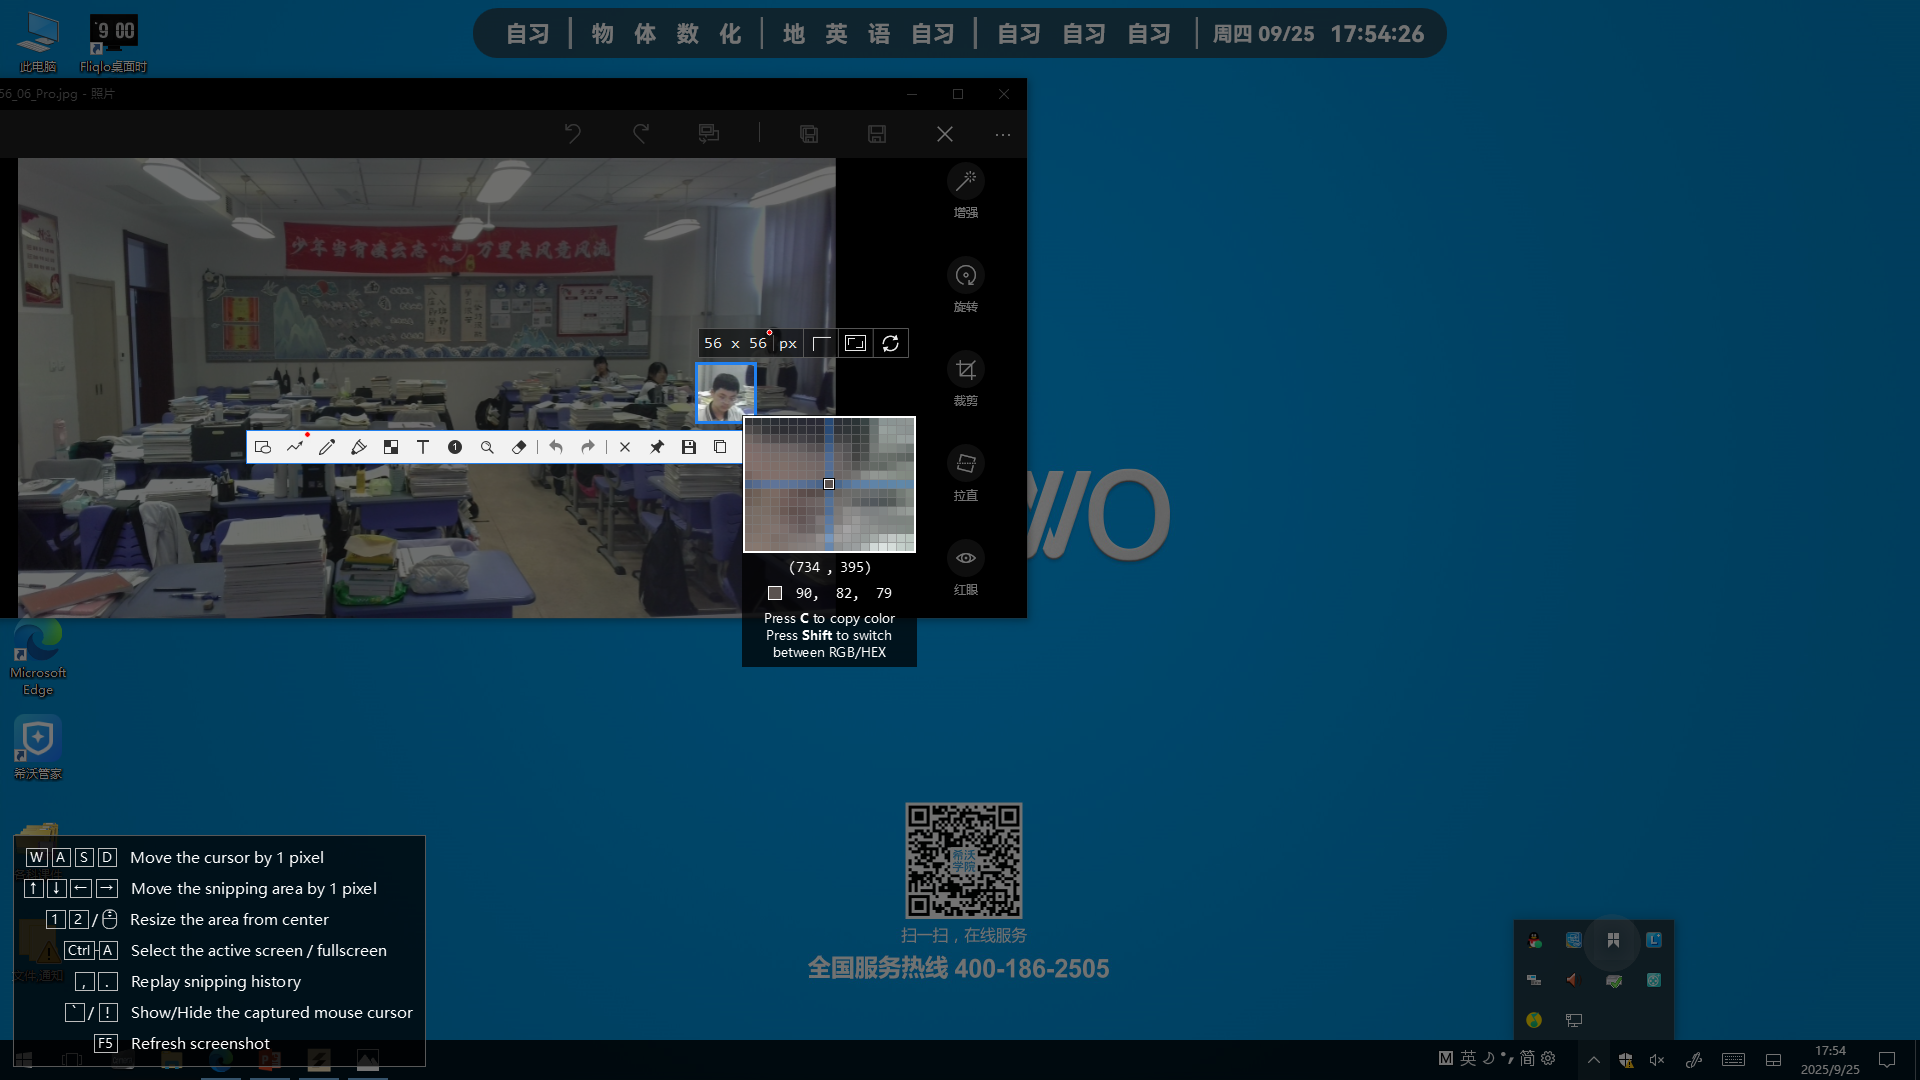 自习 | 物 体 数 化 | 地 英 语 自习 | 自习 自习 自习 | 周四 09/25 17:54:26
此电脑
Fliqlo桌面时
9 00
56_06_Pro.jpg - 照片
增强
旋转
裁剪
拉直
红眼
少年当有凌云志 万里长风竞风流
56 x 56 px
(734 , 395)
90, 82, 79
Press C to copy color
Press Shift to switch
between RGB/HEX
Microsoft
Edge
希沃管家
W A S D Move the cursor by 1 pixel
↑ ↓ ← → Move the snipping area by 1 pixel
1 2 / Resize the area from center
Ctrl-A Select the active screen / fullscreen
, . Replay snipping history
` / ! Show/Hide the captured mouse cursor
F5 Refresh screenshot
希沃
学院
扫一扫，在线服务
全国服务热线 400-186-2505
M 英 简
17:54
2025/9/25